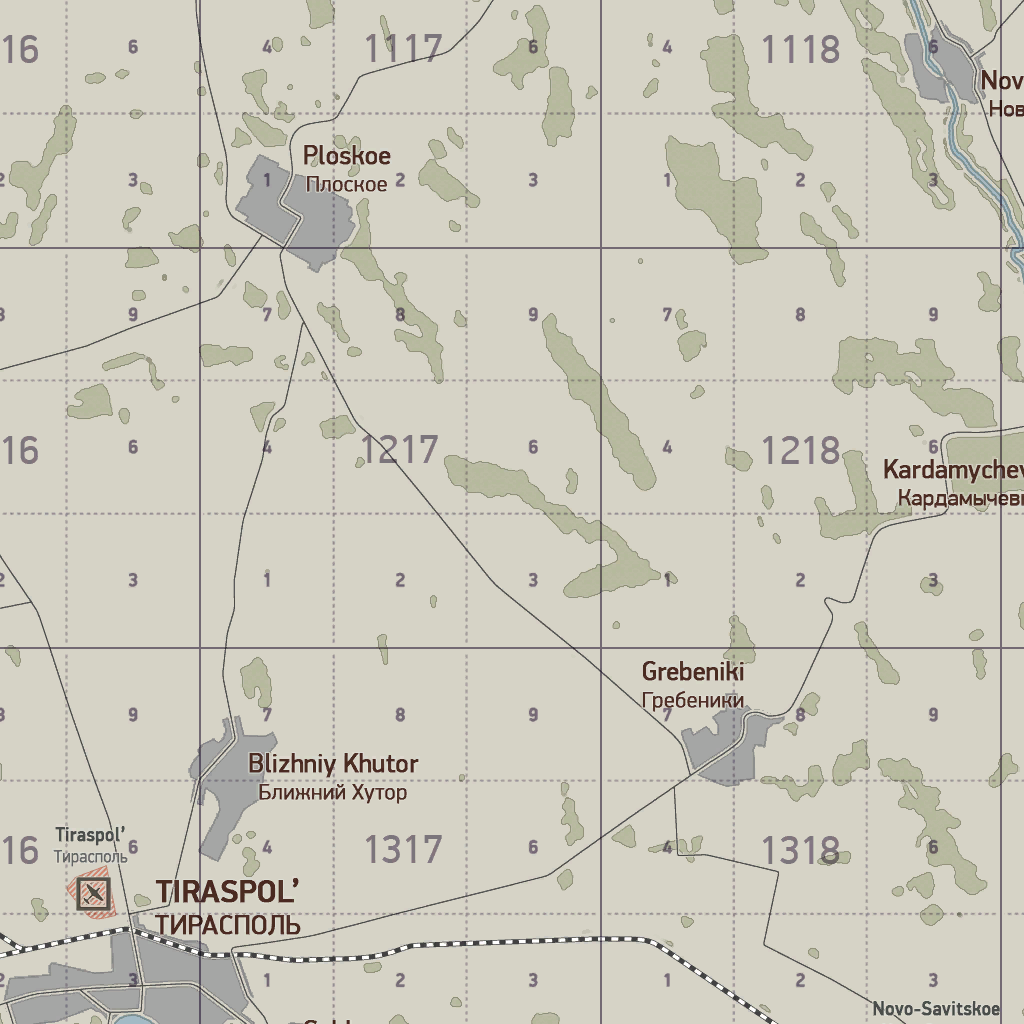 16 6 4 1117 6 4 1118 6
Nov
Нов
Ploskoe
Плоское
2 3 1 2 3 1 2 3
3 9 7 8 9 7 8 9
16 6 4 1217 6 4 1218 6
Kardamychev
Кардамычев
2 3 1 2 3 1 2 3
Grebeniki
Гребеники
3 9 7 8 9 7 8 9
Blizhniy Khutor
Ближний Хутор
Tiraspol’
Тирасполь
16 6 4 1317 6 4 1318 6
TIRASPOL’
ТИРАСПОЛЬ
2 3 1 2 3 1 2 3
Novo-Savitskoe